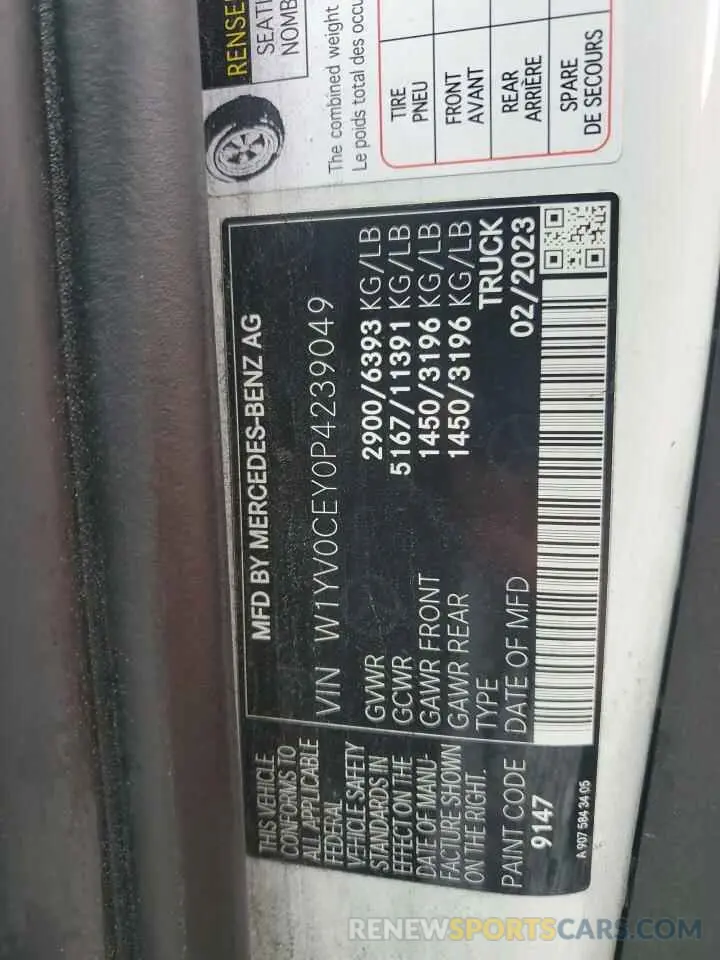 RENSE
SEATI
NOMB
The combined weight
Le poids total des occu
TIRE
PNEU
FRONT
AVANT
REAR
ARRIÈRE
SPARE
DE SECOURS
MFD BY MERCEDES-BENZ AG
VIN W1YV0CEY0P4239049
GVWR 2900/6393 KG/LB
GCWR 5167/11391 KG/LB
GAWR FRONT 1450/3196 KG/LB
GAWR REAR 1450/3196 KG/LB
TYPE TRUCK
DATE OF MFD 02/2023
THIS VEHICLE
CONFORMS TO
ALL APPLICABLE
FEDERAL
VEHICLE SAFETY
STANDARDS IN
EFFECT ON THE
DATE OF MANU-
FACTURE SHOWN
ON THE RIGHT.
PAINT CODE
9147
A 907 584 34 05
RENEWSPORTSCARS.COM